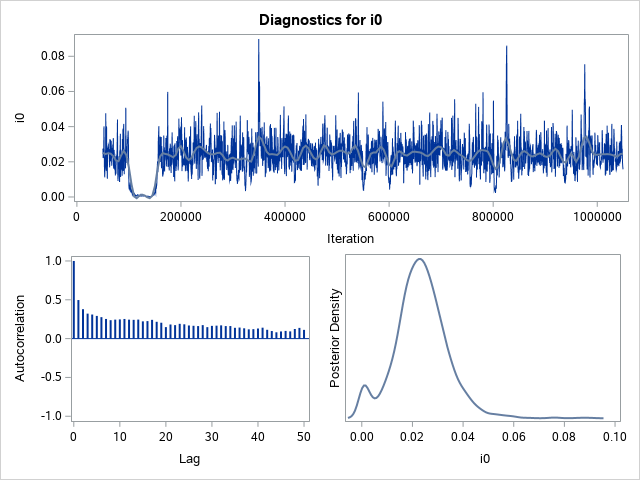 Diagnostics for i0
i0
0.08
0.06
0.04
0.02
0.00
0 200000 400000 600000 800000 1000000
Iteration
Autocorrelation
1.0
0.5
0.0
-0.5
-1.0
0 10 20 30 40 50
Lag
Posterior Density
0.00 0.02 0.04 0.06 0.08 0.10
i0